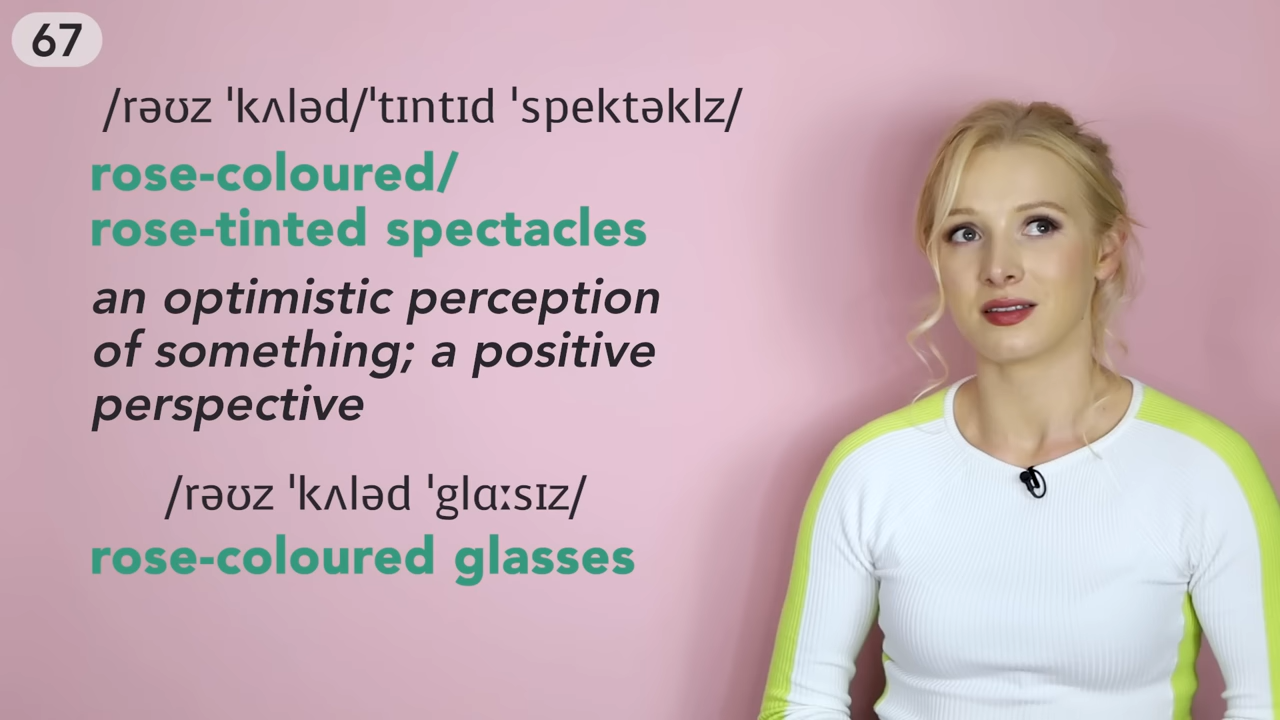 67
/rəʊz ˈkʌləd/ˈtɪntɪd ˈspektəklz/
rose-coloured/
rose-tinted spectacles
an optimistic perception
of something; a positive
perspective
/rəʊz ˈkʌləd ˈglɑːsɪz/
rose-coloured glasses